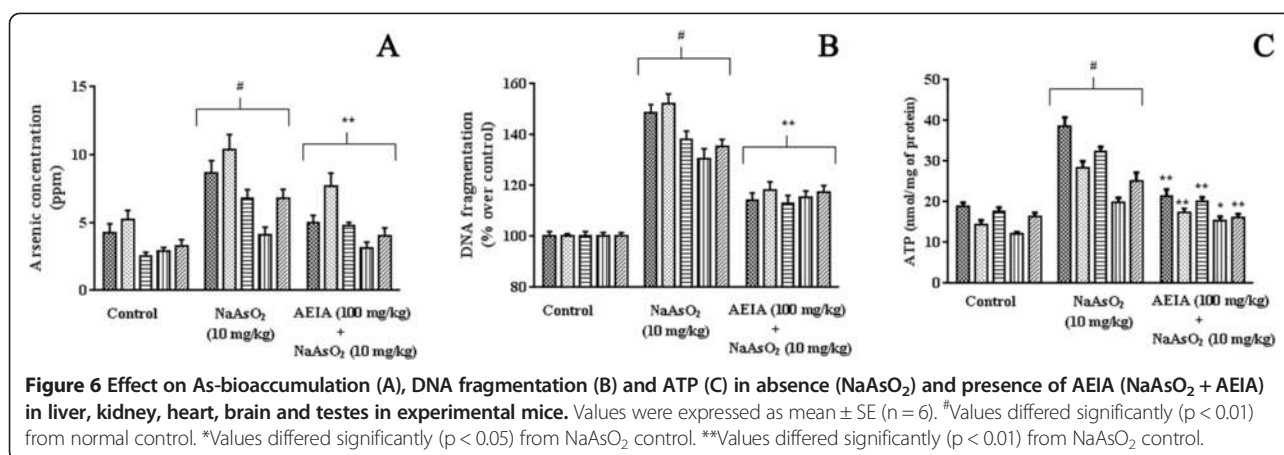 A
B
C
#
**
15
10
5
0
Arsenic concentration
(ppm)
Control
NaAsO₂
(10 mg/kg)
AEIA (100 mg/kg)
+
NaAsO₂ (10 mg/kg)
#
**
160
140
120
100
80
DNA fragmentation
(% over control)
Control
NaAsO₂
(10 mg/kg)
AEIA (100 mg/kg)
+
NaAsO₂ (10 mg/kg)
#
** ** ** * **
50
40
30
20
10
0
ATP (nmol/mg of protein)
Control
NaAsO₂
(10 mg/kg)
AEIA (100 mg/kg)
+
NaAsO₂ (10 mg/kg)
Figure 6 Effect on As-bioaccumulation (A), DNA fragmentation (B) and ATP (C) in absence (NaAsO₂) and presence of AEIA (NaAsO₂ + AEIA)
in liver, kidney, heart, brain and testes in experimental mice. Values were expressed as mean ± SE (n = 6). #Values differed significantly (p < 0.01)
from normal control. *Values differed significantly (p < 0.05) from NaAsO₂ control. **Values differed significantly (p < 0.01) from NaAsO₂ control.